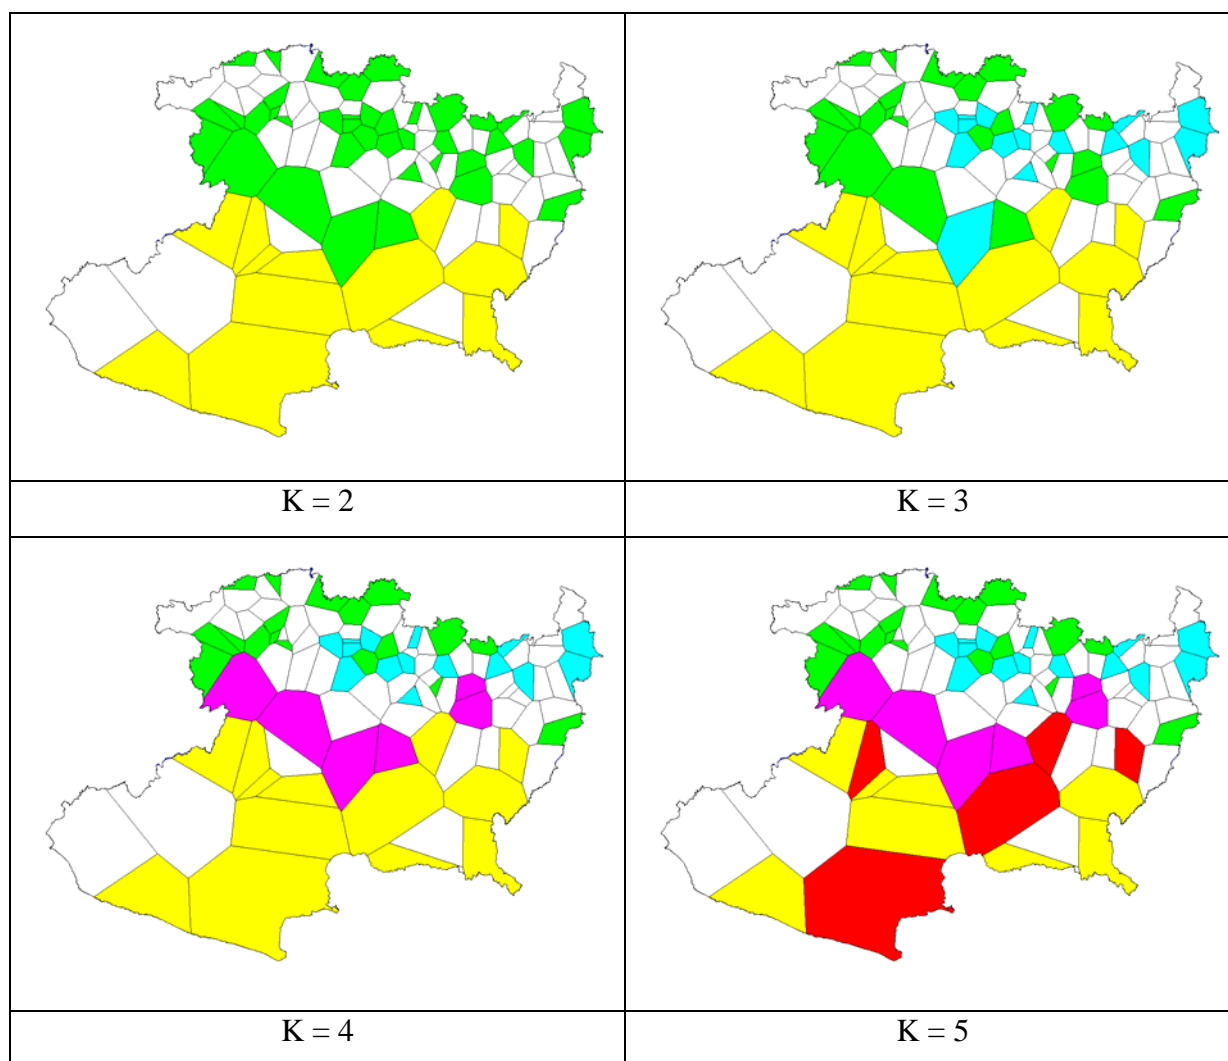 K = 2
K = 3
K = 4
K = 5